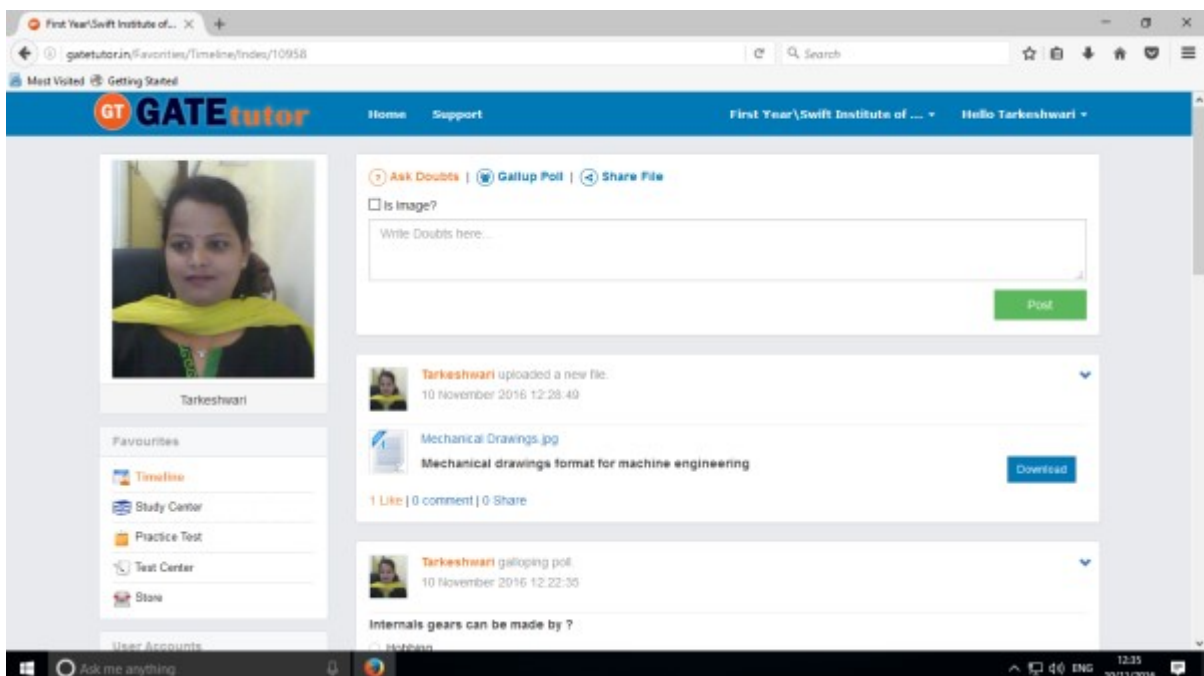 First Year\Swift Institute of...
gatetutor.in/Favorities/Timeline/Index/10958
Search
Most Visited
Getting Started
GT GATEtutor
Home
Support
First Year\Swift Institute of ....
Hello Tarkeshwari
Ask Doubts | Gallup Poll | Share File
Is Image?
Write Doubts here...
Post
Tarkeshwari
Favourites
Timeline
Study Center
Practice Test
Test Center
Store
User Accounts
Tarkeshwari uploaded a new file.
10 November 2016 12:28:49
Mechanical Drawings.jpg
Mechanical drawings format for machine engineering
Download
1 Like | 0 comment | 0 Share
Tarkeshwari galloping poll.
10 November 2016 12:22:35
Internals gears can be made by ?
Hobbing
Ask me anything
ENG
12:35
10/11/2016